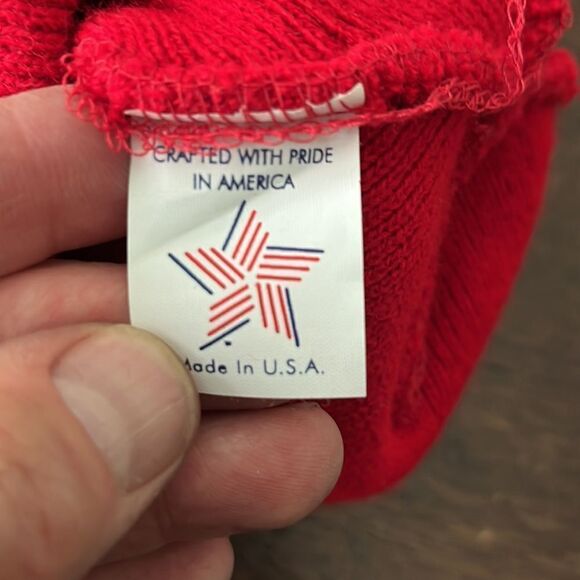 CRAFTED WITH PRIDE
IN AMERICA
Made In U.S.A.